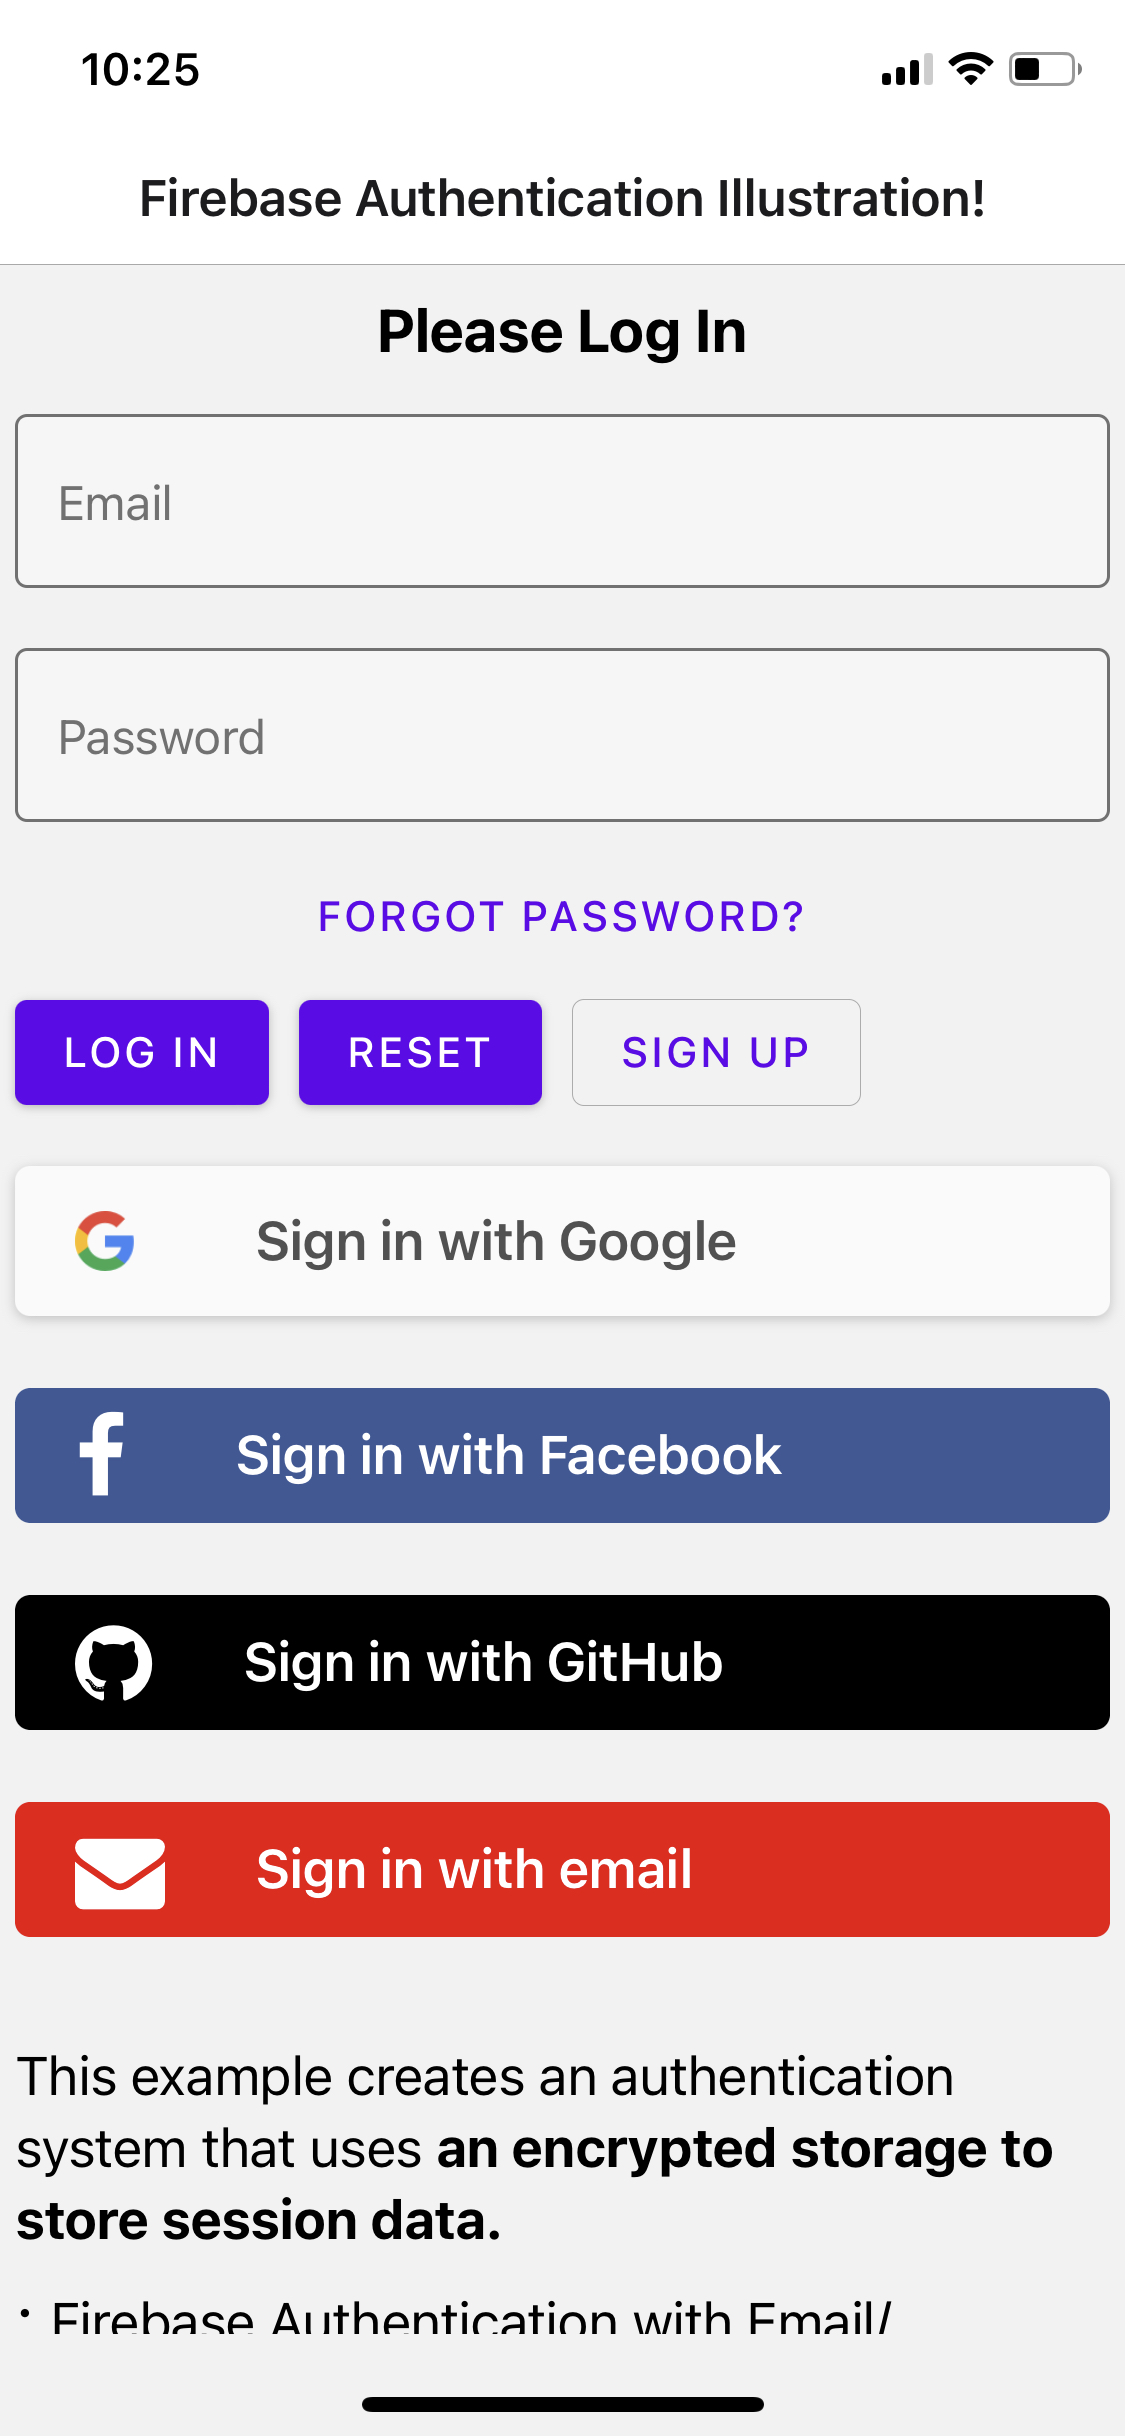 10:25
Firebase Authentication Illustration!
Please Log In
Email
Password
FORGOT PASSWORD?
LOG IN
RESET
SIGN UP
Sign in with Google
Sign in with Facebook
Sign in with GitHub
Sign in with email
This example creates an authentication
system that uses an encrypted storage to
store session data.
· Firebase Authentication with Email/